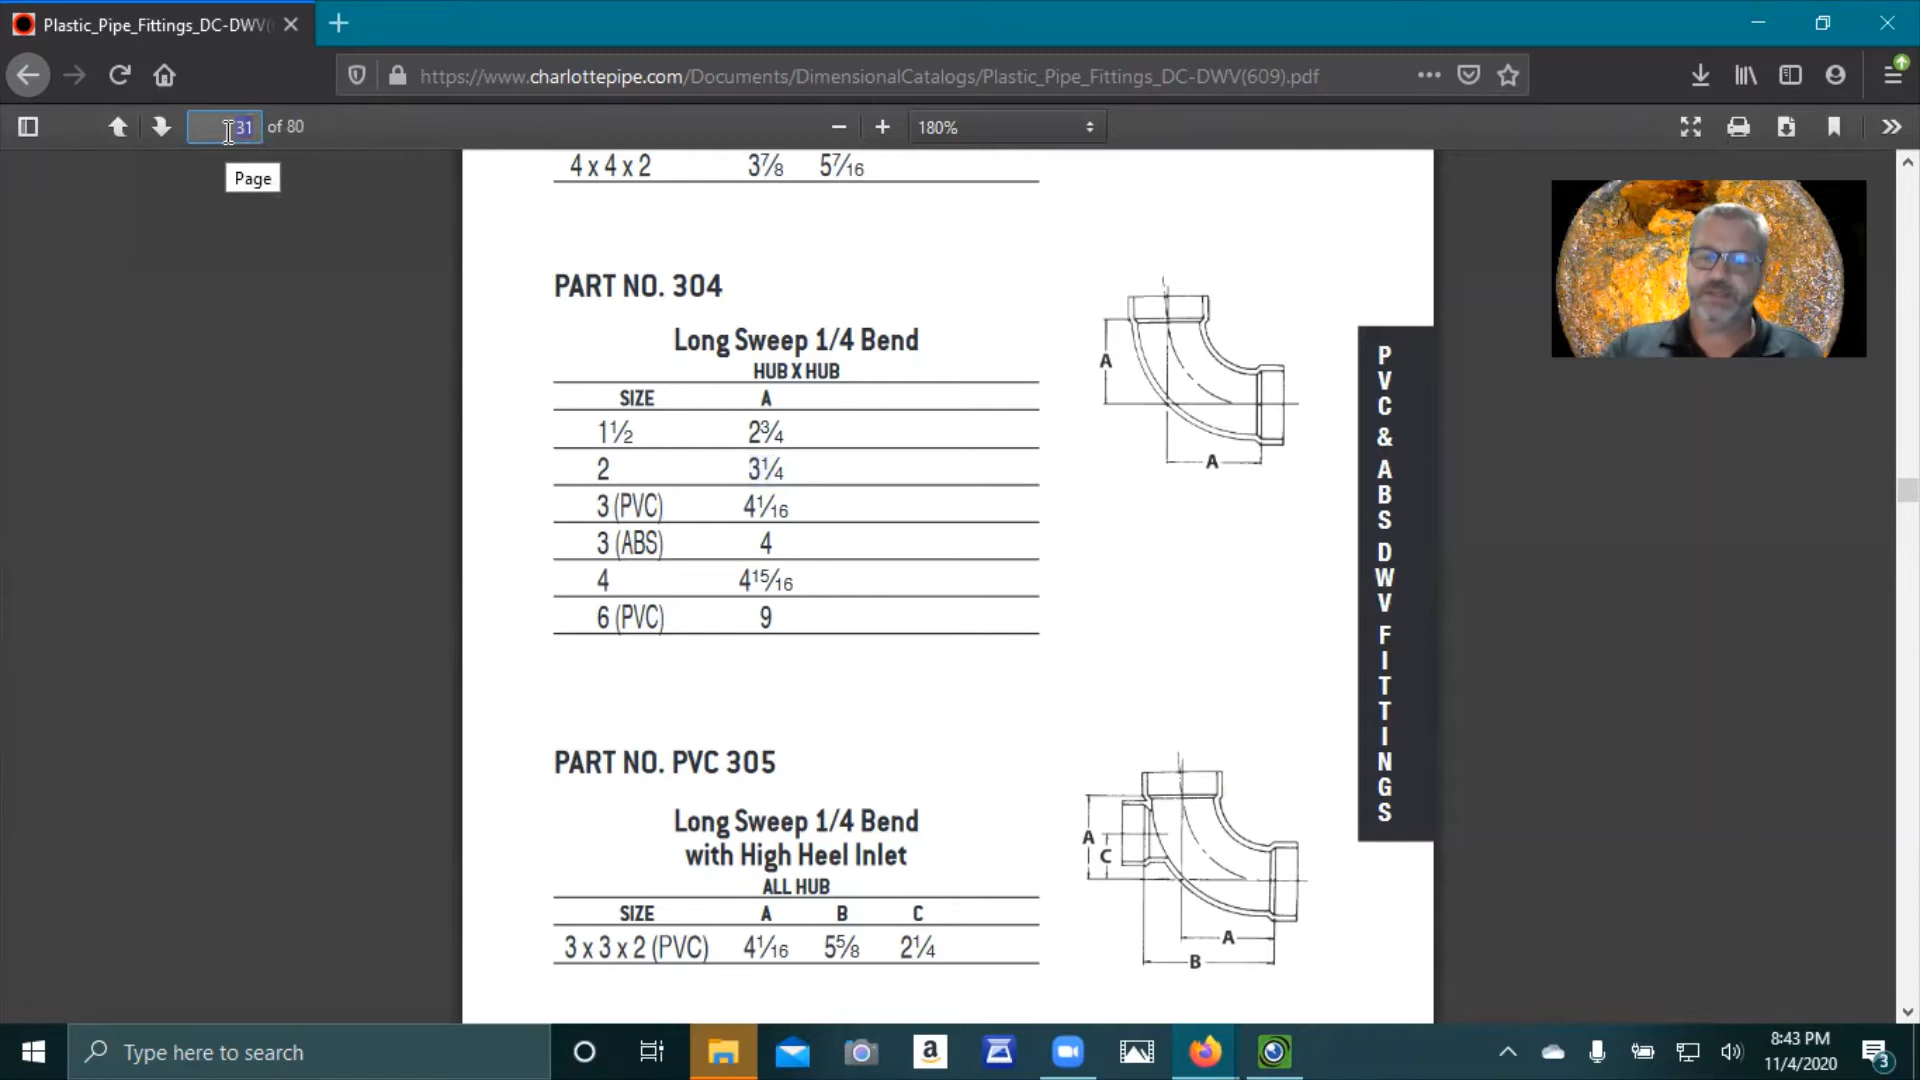 Plastic_Pipe_Fittings_DC-DWV(
https://www.charlottepipe.com/Documents/DimensionalCatalogs/Plastic_Pipe_Fittings_DC-DWV(609).pdf
31 of 80
180%
Page
4 x 4 x 2 3⅞ 5⁷⁄₁₆
PART NO. 304
Long Sweep 1/4 Bend
HUB X HUB
SIZE A
1½ 2¾
2 3¼
3 (PVC) 4¹⁄₁₆
3 (ABS) 4
4 4¹⁵⁄₁₆
6 (PVC) 9
A
A
PART NO. PVC 305
Long Sweep 1/4 Bend
with High Heel Inlet
ALL HUB
SIZE A B C
3 x 3 x 2 (PVC) 4¹⁄₁₆ 5⅝ 2¼
A
C
A
B
PVC & ABS DWV FITTINGS
Type here to search
a
8:43 PM
11/4/2020
3